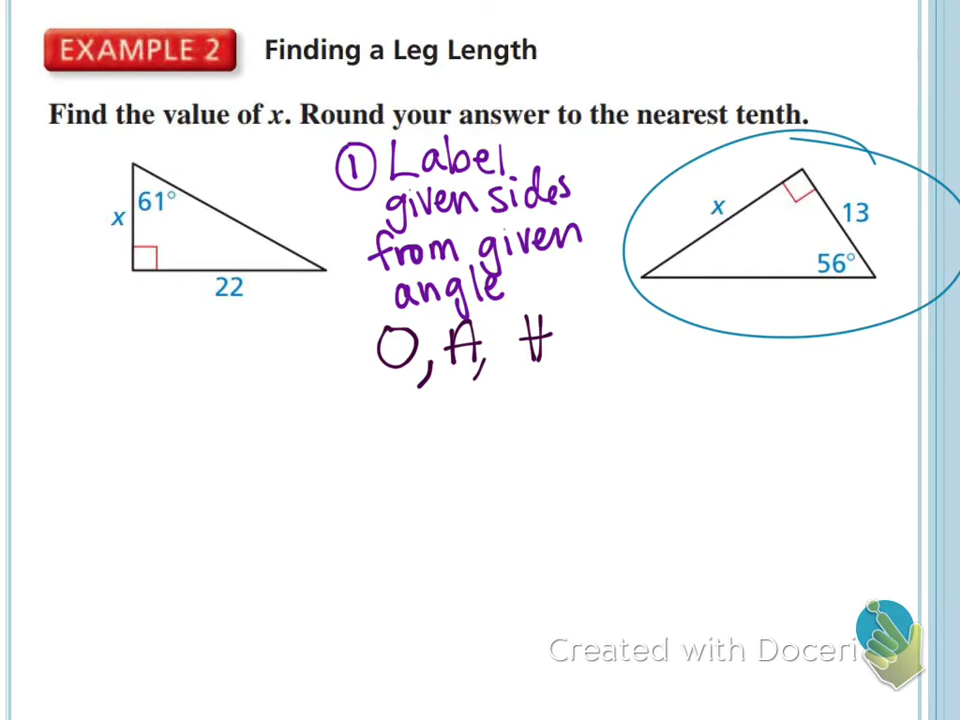 EXAMPLE 2 Finding a Leg Length
Find the value of x. Round your answer to the nearest tenth.
61°
x
22
① Label
given sides
from given
angle
O, A, H
x
13
56°
Created with Doceri